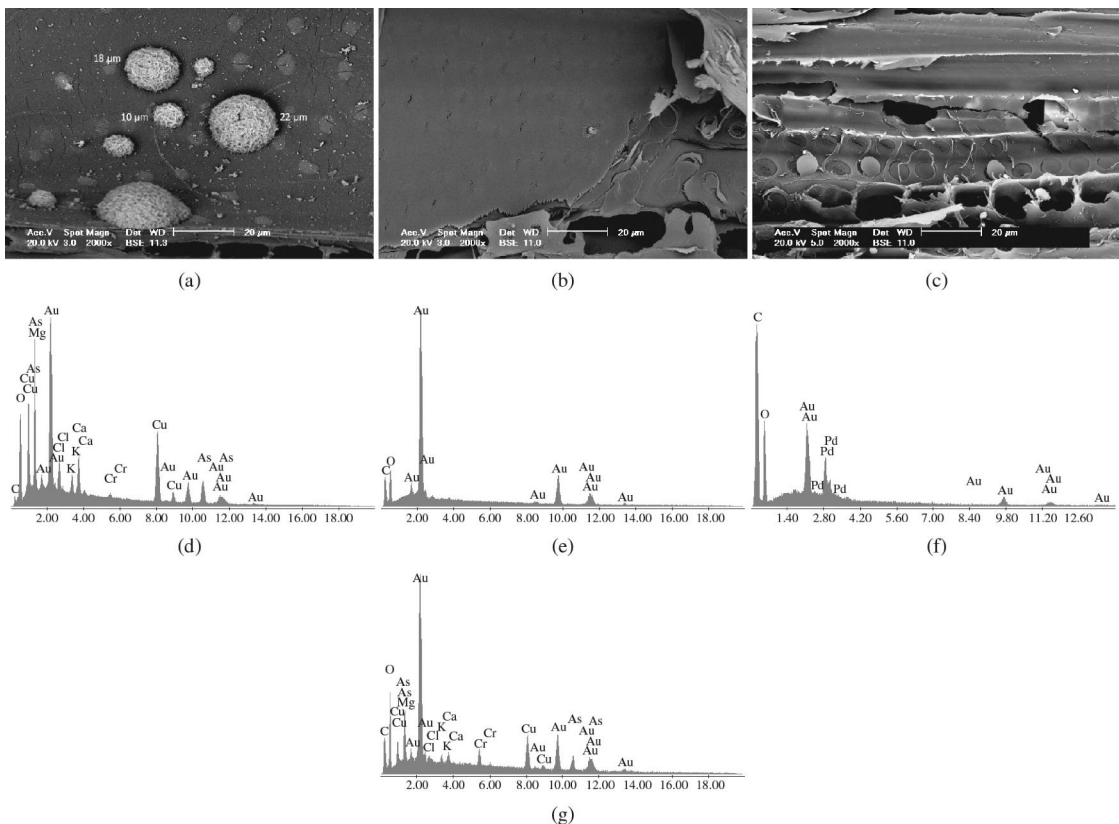 18 µm
10 µm
22 µm
Acc.V Spot Magn Det WD 20 µm
20.0 kV 3.0 2000x BSE 11.3
(a)
Acc.V Spot Magn Det WD 20 µm
20.0 kV 3.0 2000x BSE 11.0
(b)
Acc.V Spot Magn Det WD 20 µm
20.0 kV 5.0 2000x BSE 11.0
(c)
Au
As
Mg
As
Cu
Cu
O
C
Au
Au
Cl
Cl
K
K
Ca
Ca
Cr
Cr
Cu
Au
Cu
Au
As
As
Au
Au
Au
Au
2.00 4.00 6.00 8.00 10.00 12.00 14.00 16.00 18.00
(d)
Au
C
O
Au
Au
Au
Au
Au
Au
Au
Au
2.00 4.00 6.00 8.00 10.00 12.00 14.00 16.00 18.00
(e)
C
O
Au
Au
Pd
Pd
Pd
Pd
Au
Au
Au
Au
Au
Au
1.40 2.80 4.20 5.60 7.00 8.40 9.80 11.20 12.60
(f)
Au
O
As
As
Mg
Cu
Cu
C
Au
Au
Cl
Cl
K
K
Ca
Ca
Cr
Cr
Cu
Au
Cu
Au
As
As
Au
Au
Au
Au
2.00 4.00 6.00 8.00 10.00 12.00 14.00 16.00 18.00
(g)